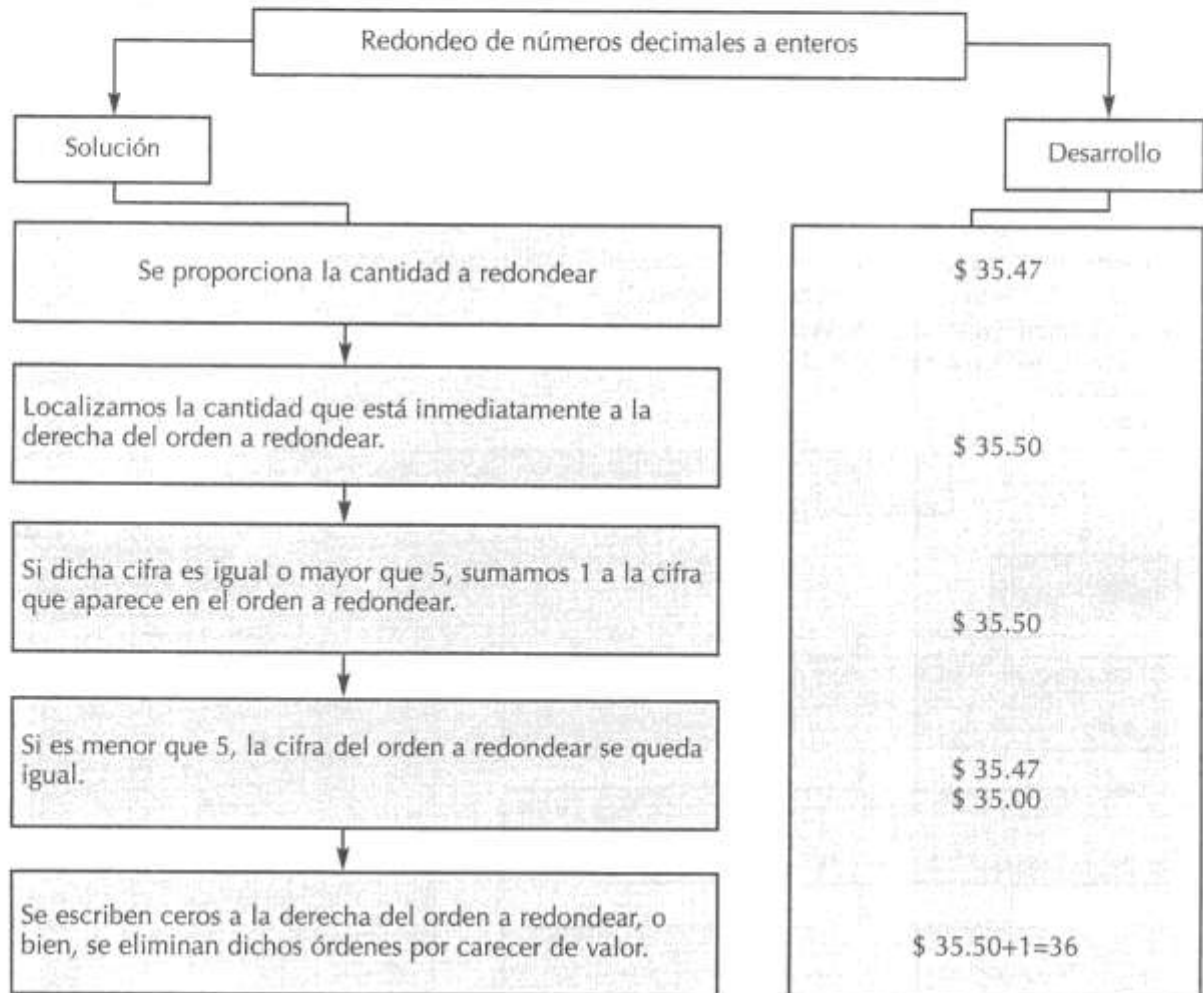 Redondeo de números decimales a enteros
Solución
Desarrollo
Se proporciona la cantidad a redondear
$ 35.47
Localizamos la cantidad que está inmediatamente a la
derecha del orden a redondear.
$ 35.50
Si dicha cifra es igual o mayor que 5, sumamos 1 a la cifra
que aparece en el orden a redondear.
$ 35.50
Si es menor que 5, la cifra del orden a redondear se queda
igual.
$ 35.47
$ 35.00
Se escriben ceros a la derecha del orden a redondear, o
bien, se eliminan dichos órdenes por carecer de valor.
$ 35.50+1=36